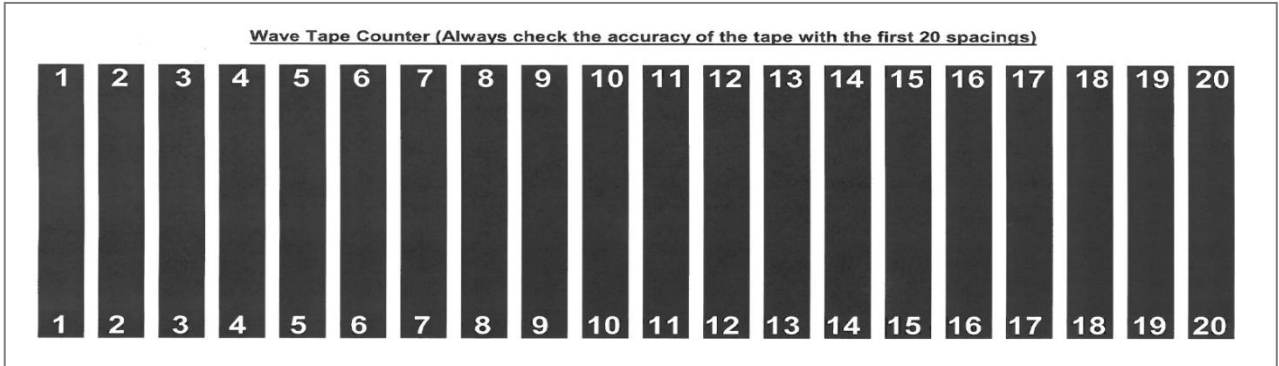 Wave Tape Counter (Always check the accuracy of the tape with the first 20 spacings)
1 2 3 4 5 6 7 8 9 10 11 12 13 14 15 16 17 18 19 20
1 2 3 4 5 6 7 8 9 10 11 12 13 14 15 16 17 18 19 20